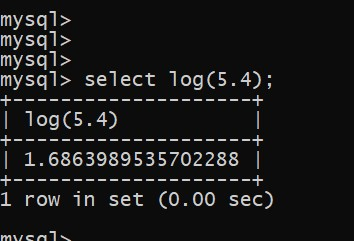 mysql>
mysql>
mysql>
mysql> select log(5.4);
+--------------------+
| log(5.4)           |
+--------------------+
| 1.6863989535702288 |
+--------------------+
1 row in set (0.00 sec)
mysql>